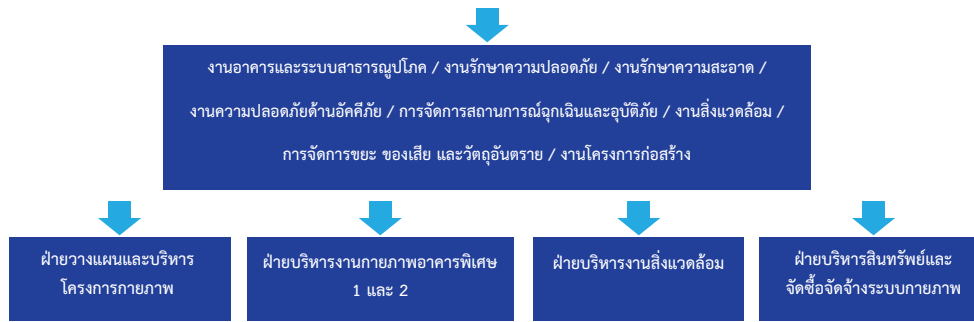 งานอาคารและระบบสาธารณูปโภค / งานรักษาความปลอดภัย / งานรักษาความสะอาด /
งานความปลอดภัยด้านอัคคีภัย / การจัดการสถานการณ์ฉุกเฉินและอุบัติภัย / งานสิ่งแวดล้อม /
การจัดการขยะ ของเสีย และวัตถุอันตราย / งานโครงการก่อสร้าง
ฝ่ายวางแผนและบริหาร
โครงการกายภาพ
ฝ่ายบริหารงานกายภาพอาคารพิเศษ
1 และ 2
ฝ่ายบริหารงานสิ่งแวดล้อม
ฝ่ายบริหารสินทรัพย์และ
จัดซื้อจัดจ้างระบบกายภาพ